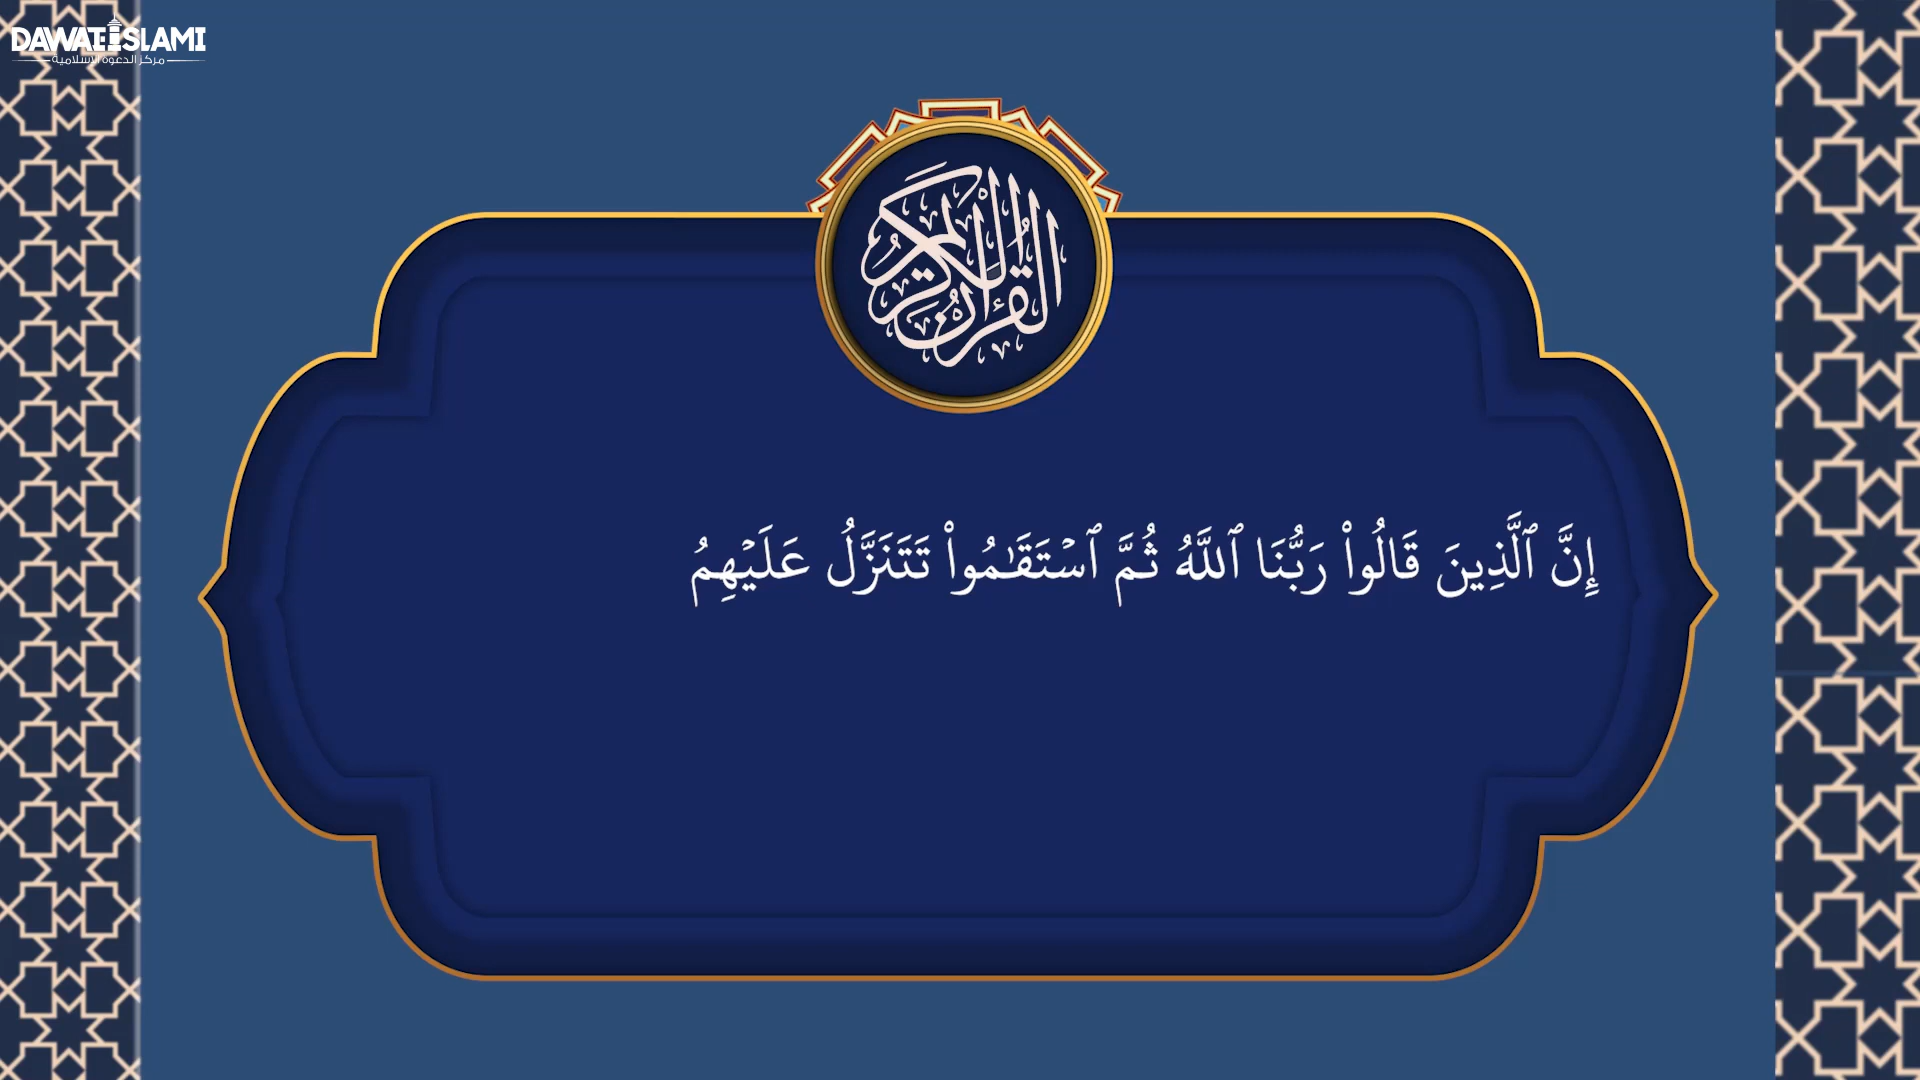 DAWATEISLAMI
مركز الدعوة الإسلامية
القرآن الكريم
إِنَّ ٱلَّذِينَ قَالُوا۟ رَبُّنَا ٱللَّهُ ثُمَّ ٱسْتَقَـٰمُوا۟ تَتَنَزَّلُ عَلَيْهِمُ